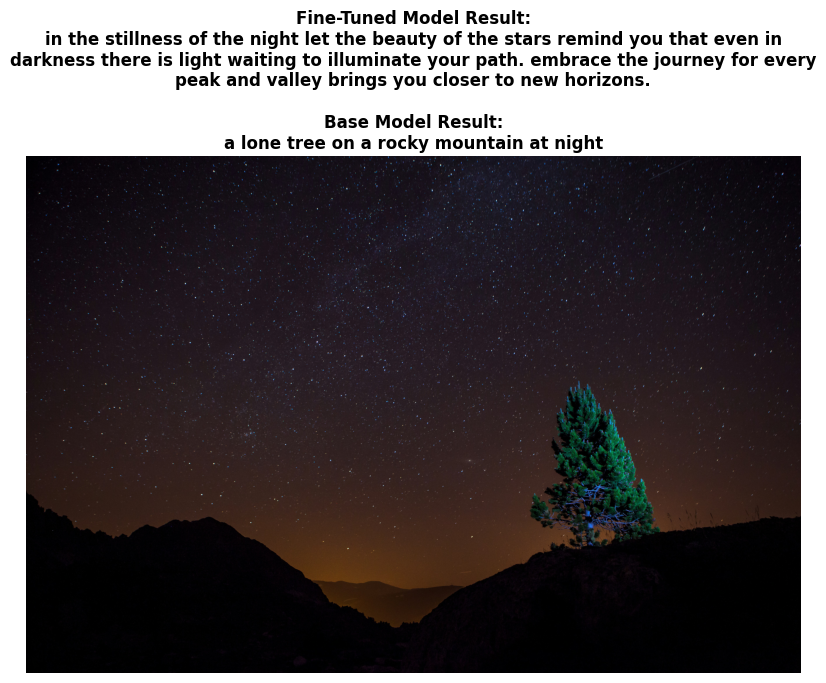 Fine-Tuned Model Result:
in the stillness of the night let the beauty of the stars remind you that even in
darkness there is light waiting to illuminate your path. embrace the journey for every
peak and valley brings you closer to new horizons.
Base Model Result:
a lone tree on a rocky mountain at night